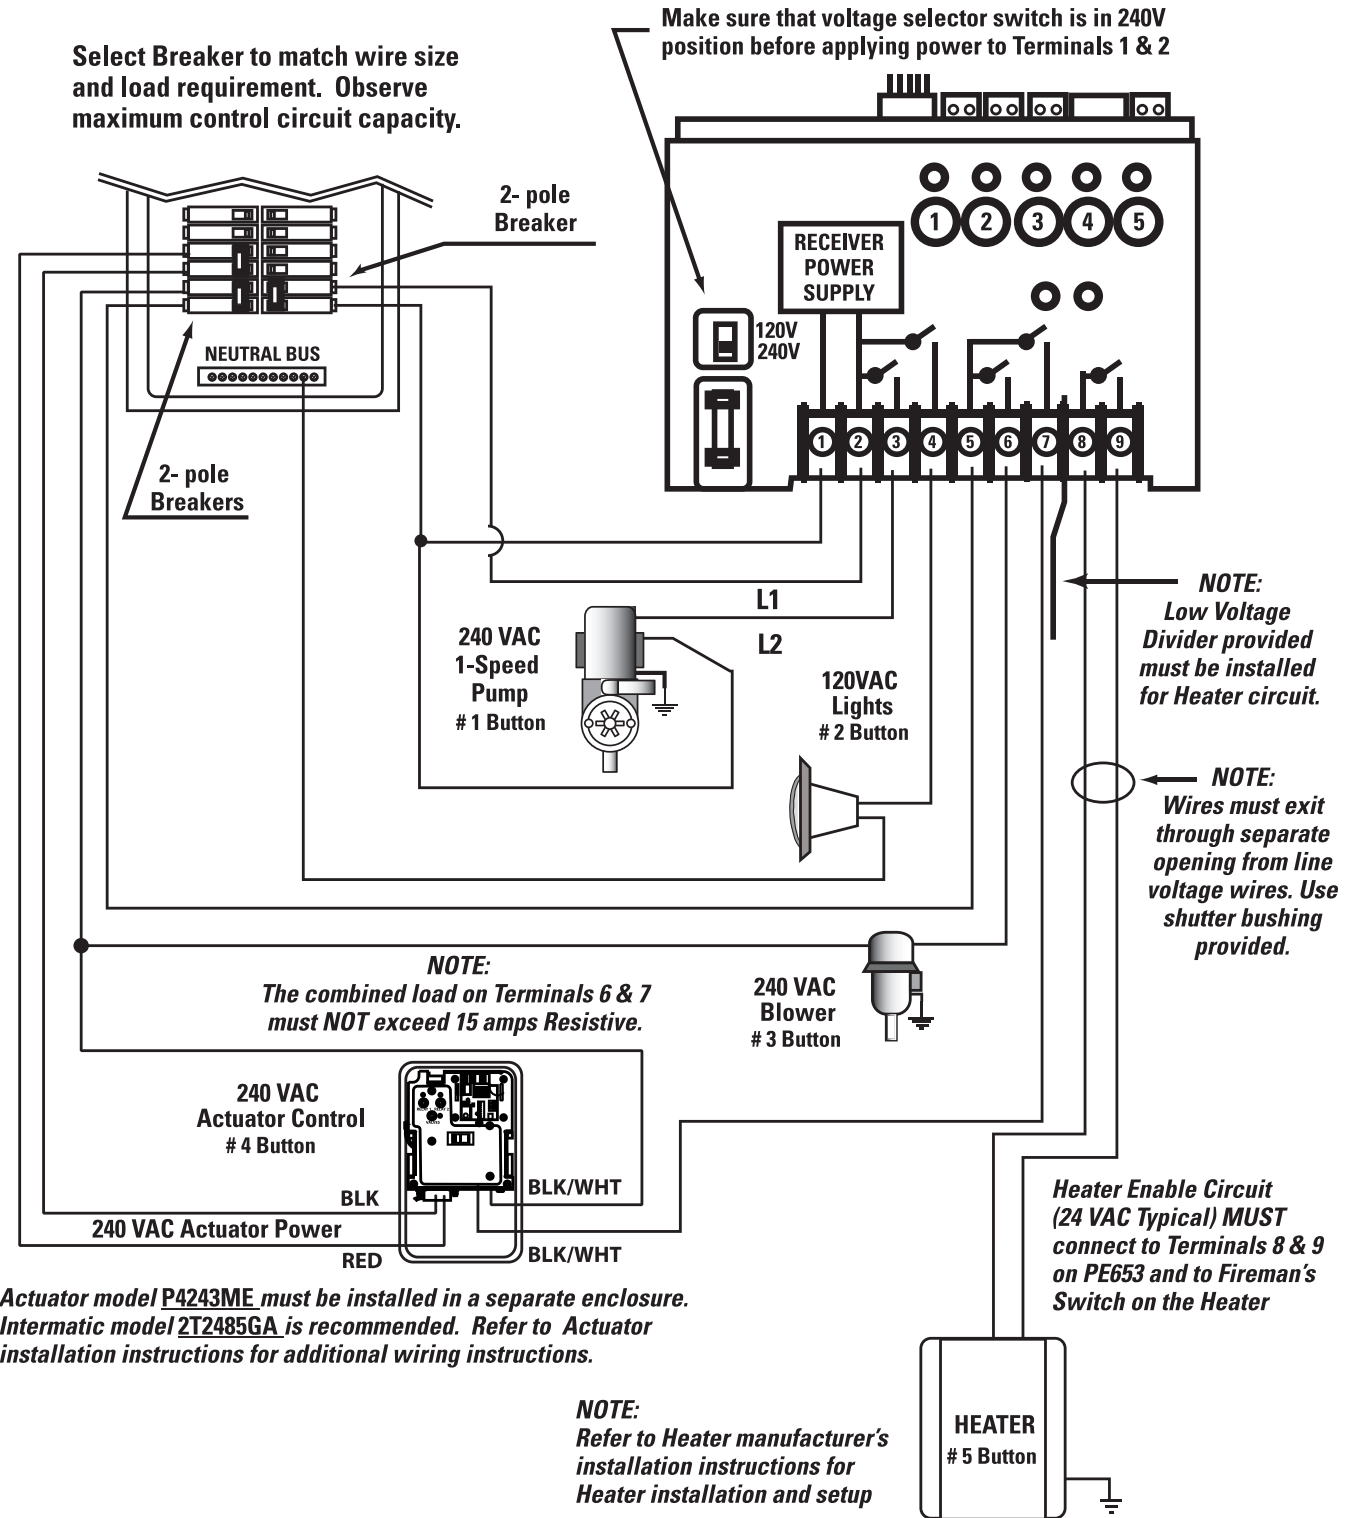 Make sure that voltage selector switch is in 240V
position before applying power to Terminals 1 & 2
Select Breaker to match wire size
and load requirement.  Observe
maximum control circuit capacity.
2- pole
Breaker
1 2 3 4 5
RECEIVER
POWER
SUPPLY
120V
240V
NEUTRAL BUS
1 2 3 4 5 6 7 8 9
2- pole
Breakers
L1
L2
240 VAC
1-Speed
Pump
# 1 Button
120VAC
Lights
# 2 Button
NOTE:
Low Voltage
Divider provided
must be installed
for Heater circuit.
NOTE:
Wires must exit
through separate
opening from line
voltage wires. Use
shutter bushing
provided.
NOTE:
The combined load on Terminals 6 & 7
must NOT exceed 15 amps Resistive.
240 VAC
Blower
# 3 Button
240 VAC
Actuator Control
# 4 Button
BLK
BLK/WHT
240 VAC Actuator Power
RED
BLK/WHT
Heater Enable Circuit
(24 VAC Typical) MUST
connect to Terminals 8 & 9
on PE653 and to Fireman's
Switch on the Heater
Actuator model P4243ME must be installed in a separate enclosure.
Intermatic model 2T2485GA is recommended.  Refer to  Actuator
installation instructions for additional wiring instructions.
NOTE:
Refer to Heater manufacturer's
installation instructions for
Heater installation and setup
HEATER
# 5 Button